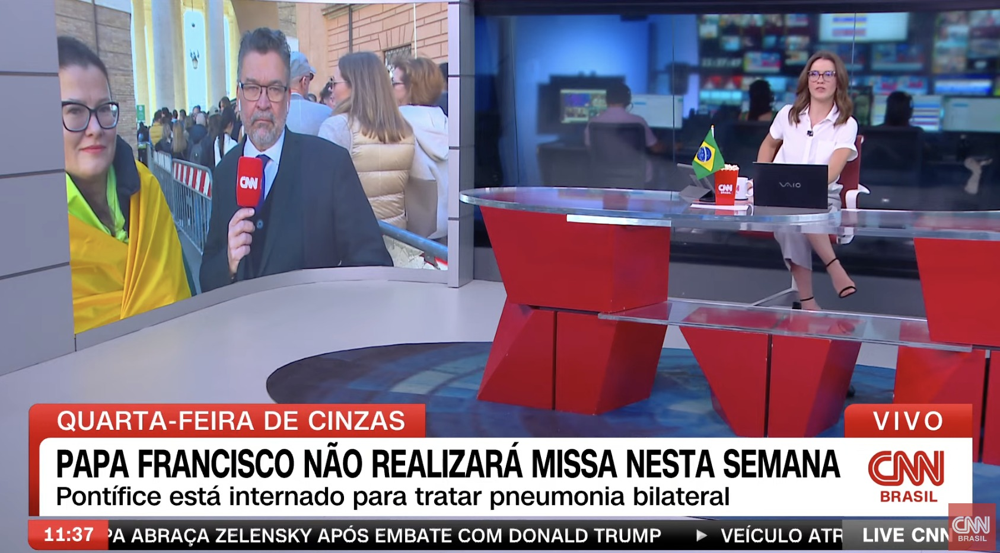 CNN
CNN
BRASIL
VAIO
QUARTA-FEIRA DE CINZAS
VIVO
PAPA FRANCISCO NÃO REALIZARÁ MISSA NESTA SEMANA
Pontífice está internado para tratar pneumonia bilateral
CNN
BRASIL
11:37
PA ABRAÇA ZELENSKY APÓS EMBATE COM DONALD TRUMP ► VEÍCULO ATR
LIVE CNN
CNN
BRASIL